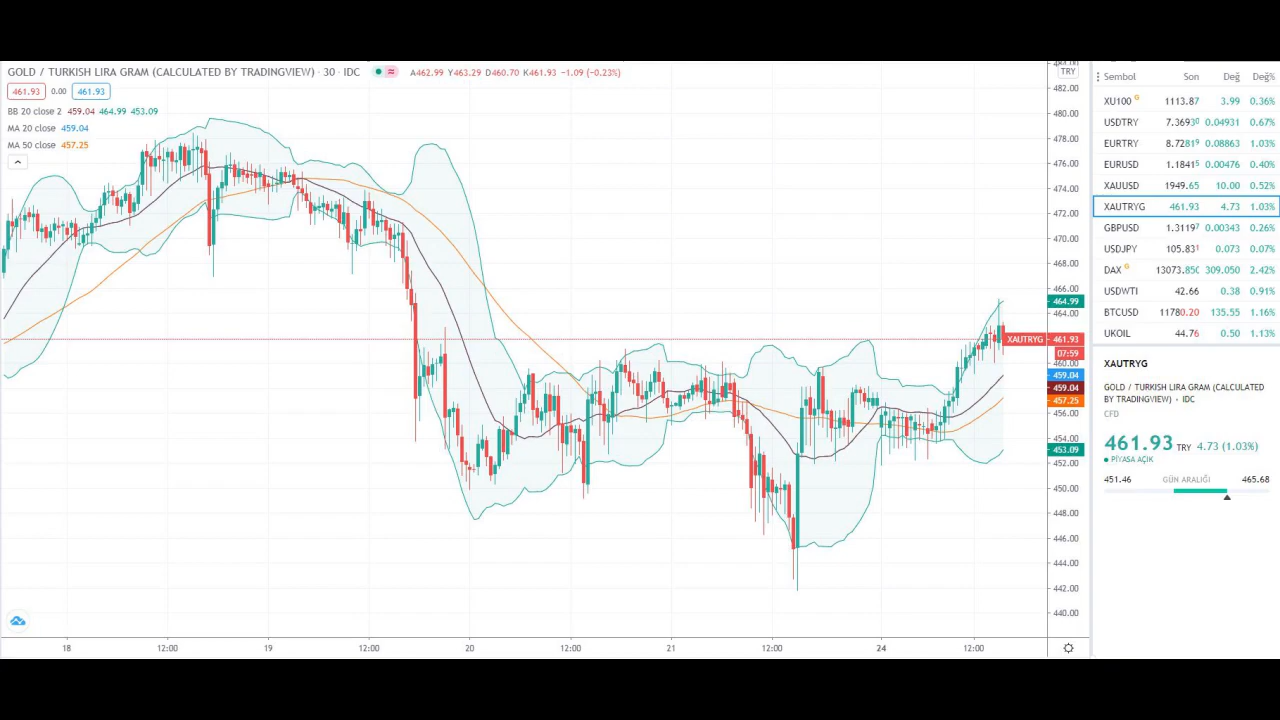 GOLD / TURKISH LIRA GRAM (CALCULATED BY TRADINGVIEW) · 30 · IDC A462.99 Y463.29 D460.70 K461.93 −1.09 (−0.23%)
461.93 0.00 461.93
BB 20 close 2 459.04 464.99 453.09
MA 20 close 459.04
MA 50 close 457.25
TRY
482.00
480.00
478.00
476.00
474.00
472.00
470.00
468.00
466.00
464.99
464.00
XAUTRYG 461.93
07:59
460.00
459.04
459.04
457.25
456.00
454.00
453.09
452.00
450.00
448.00
446.00
444.00
442.00
440.00
18 12:00 19 12:00 20 12:00 21 12:00 24 12:00
Sembol Son Değ Değ%
XU100 G 1113.87 3.99 0.36%
USDTRY 7.36930 0.04931 0.67%
EURTRY 8.72819 0.08863 1.03%
EURUSD 1.18415 0.00476 0.40%
XAUUSD 1949.65 10.00 0.52%
XAUTRYG 461.93 4.73 1.03%
GBPUSD 1.31197 0.00343 0.26%
USDJPY 105.831 0.073 0.07%
DAX G 13073.850 309.050 2.42%
USDWTI 42.66 0.38 0.91%
BTCUSD 11780.20 135.55 1.16%
UKOIL 44.76 0.50 1.13%
XAUTRYG
GOLD / TURKISH LIRA GRAM (CALCULATED
BY TRADINGVIEW) · IDC
CFD
461.93 TRY 4.73 (1.03%)
PİYASA AÇIK
451.46 GÜN ARALIĞI 465.68